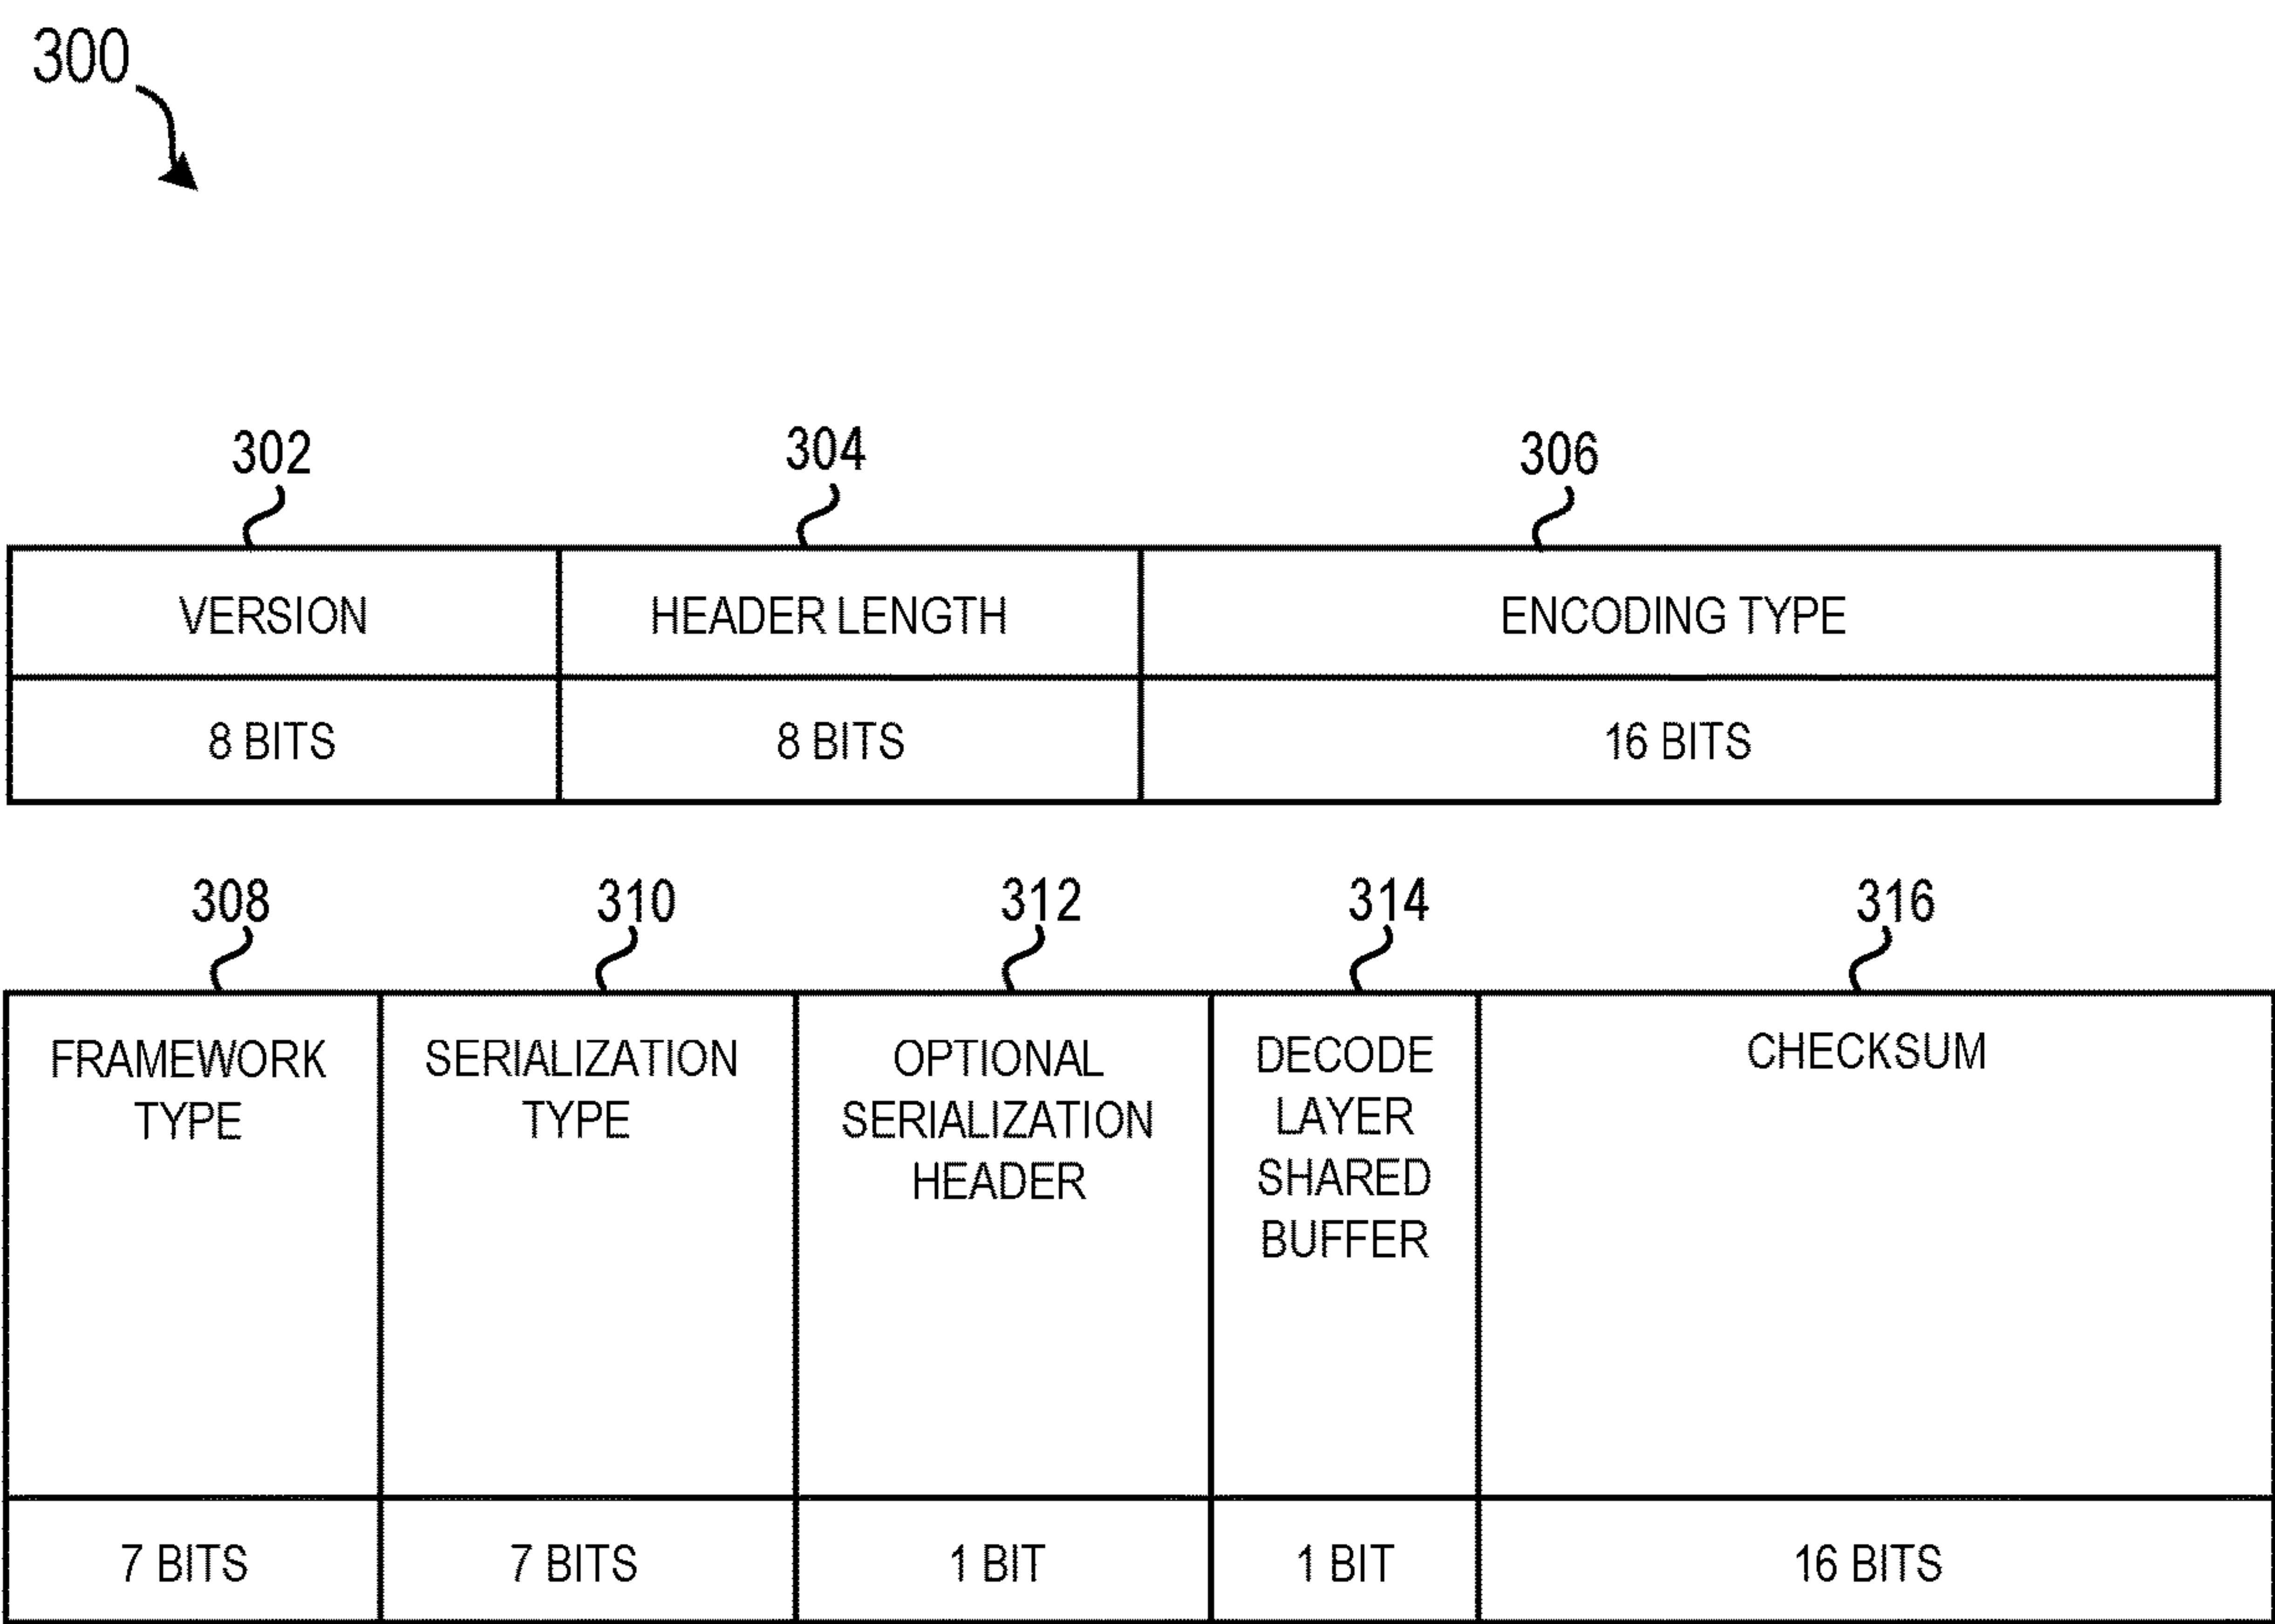 300
302 304 306
VERSION HEADER LENGTH ENCODING TYPE
8 BITS 8 BITS 16 BITS
308 310 312 314 316
FRAMEWORK
TYPE
SERIALIZATION
TYPE
OPTIONAL
SERIALIZATION
HEADER
DECODE
LAYER
SHARED
BUFFER
CHECKSUM
7 BITS 7 BITS 1 BIT 1 BIT 16 BITS